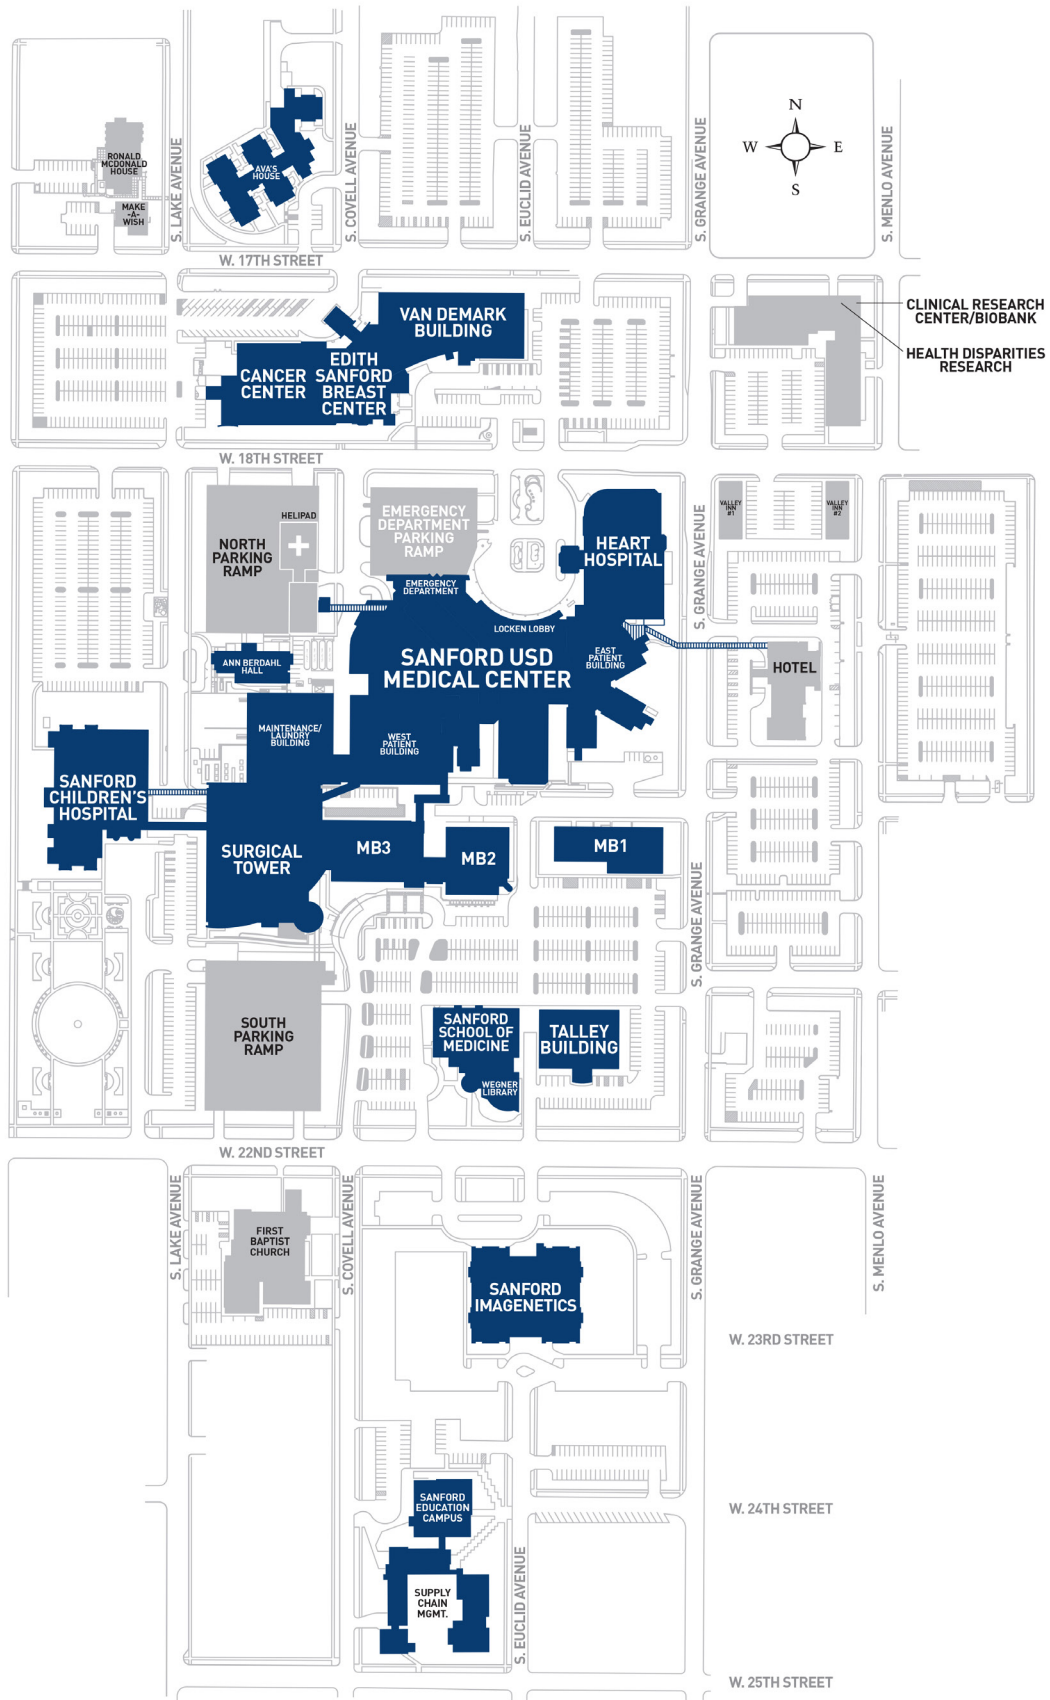 N
W
E
S
S. LAKE AVENUE
S. COVELL AVENUE
S. EUCLID AVENUE
S. GRANGE AVENUE
S. MENLO AVENUE
RONALD
MCDONALD
HOUSE
MAKE
-A-
WISH
AVA'S
HOUSE
W. 17TH STREET
VAN DEMARK
BUILDING
EDITH
SANFORD
BREAST
CENTER
CANCER
CENTER
CLINICAL RESEARCH
CENTER/BIOBANK
HEALTH DISPARITIES
RESEARCH
W. 18TH STREET
HELIPAD
NORTH
PARKING
RAMP
EMERGENCY
DEPARTMENT
PARKING
RAMP
EMERGENCY
DEPARTMENT
HEART
HOSPITAL
S. GRANGE AVENUE
VALLEY
INN
#1
VALLEY
INN
#2
LOCKEN LOBBY
SANFORD USD
MEDICAL CENTER
EAST
PATIENT
BUILDING
HOTEL
ANN BERDAHL
HALL
MAINTENANCE/
LAUNDRY
BUILDING
WEST
PATIENT
BUILDING
SANFORD
CHILDREN'S
HOSPITAL
SURGICAL
TOWER
MB3
MB2
MB1
S. GRANGE AVENUE
SOUTH
PARKING
RAMP
SANFORD
SCHOOL OF
MEDICINE
WEGNER
LIBRARY
TALLEY
BUILDING
W. 22ND STREET
S. LAKE AVENUE
S. COVELL AVENUE
S. GRANGE AVENUE
S. MENLO AVENUE
FIRST
BAPTIST
CHURCH
SANFORD
IMAGENETICS
W. 23RD STREET
SANFORD
EDUCATION
CAMPUS
W. 24TH STREET
SUPPLY
CHAIN
MGMT.
S. EUCLID AVENUE
W. 25TH STREET